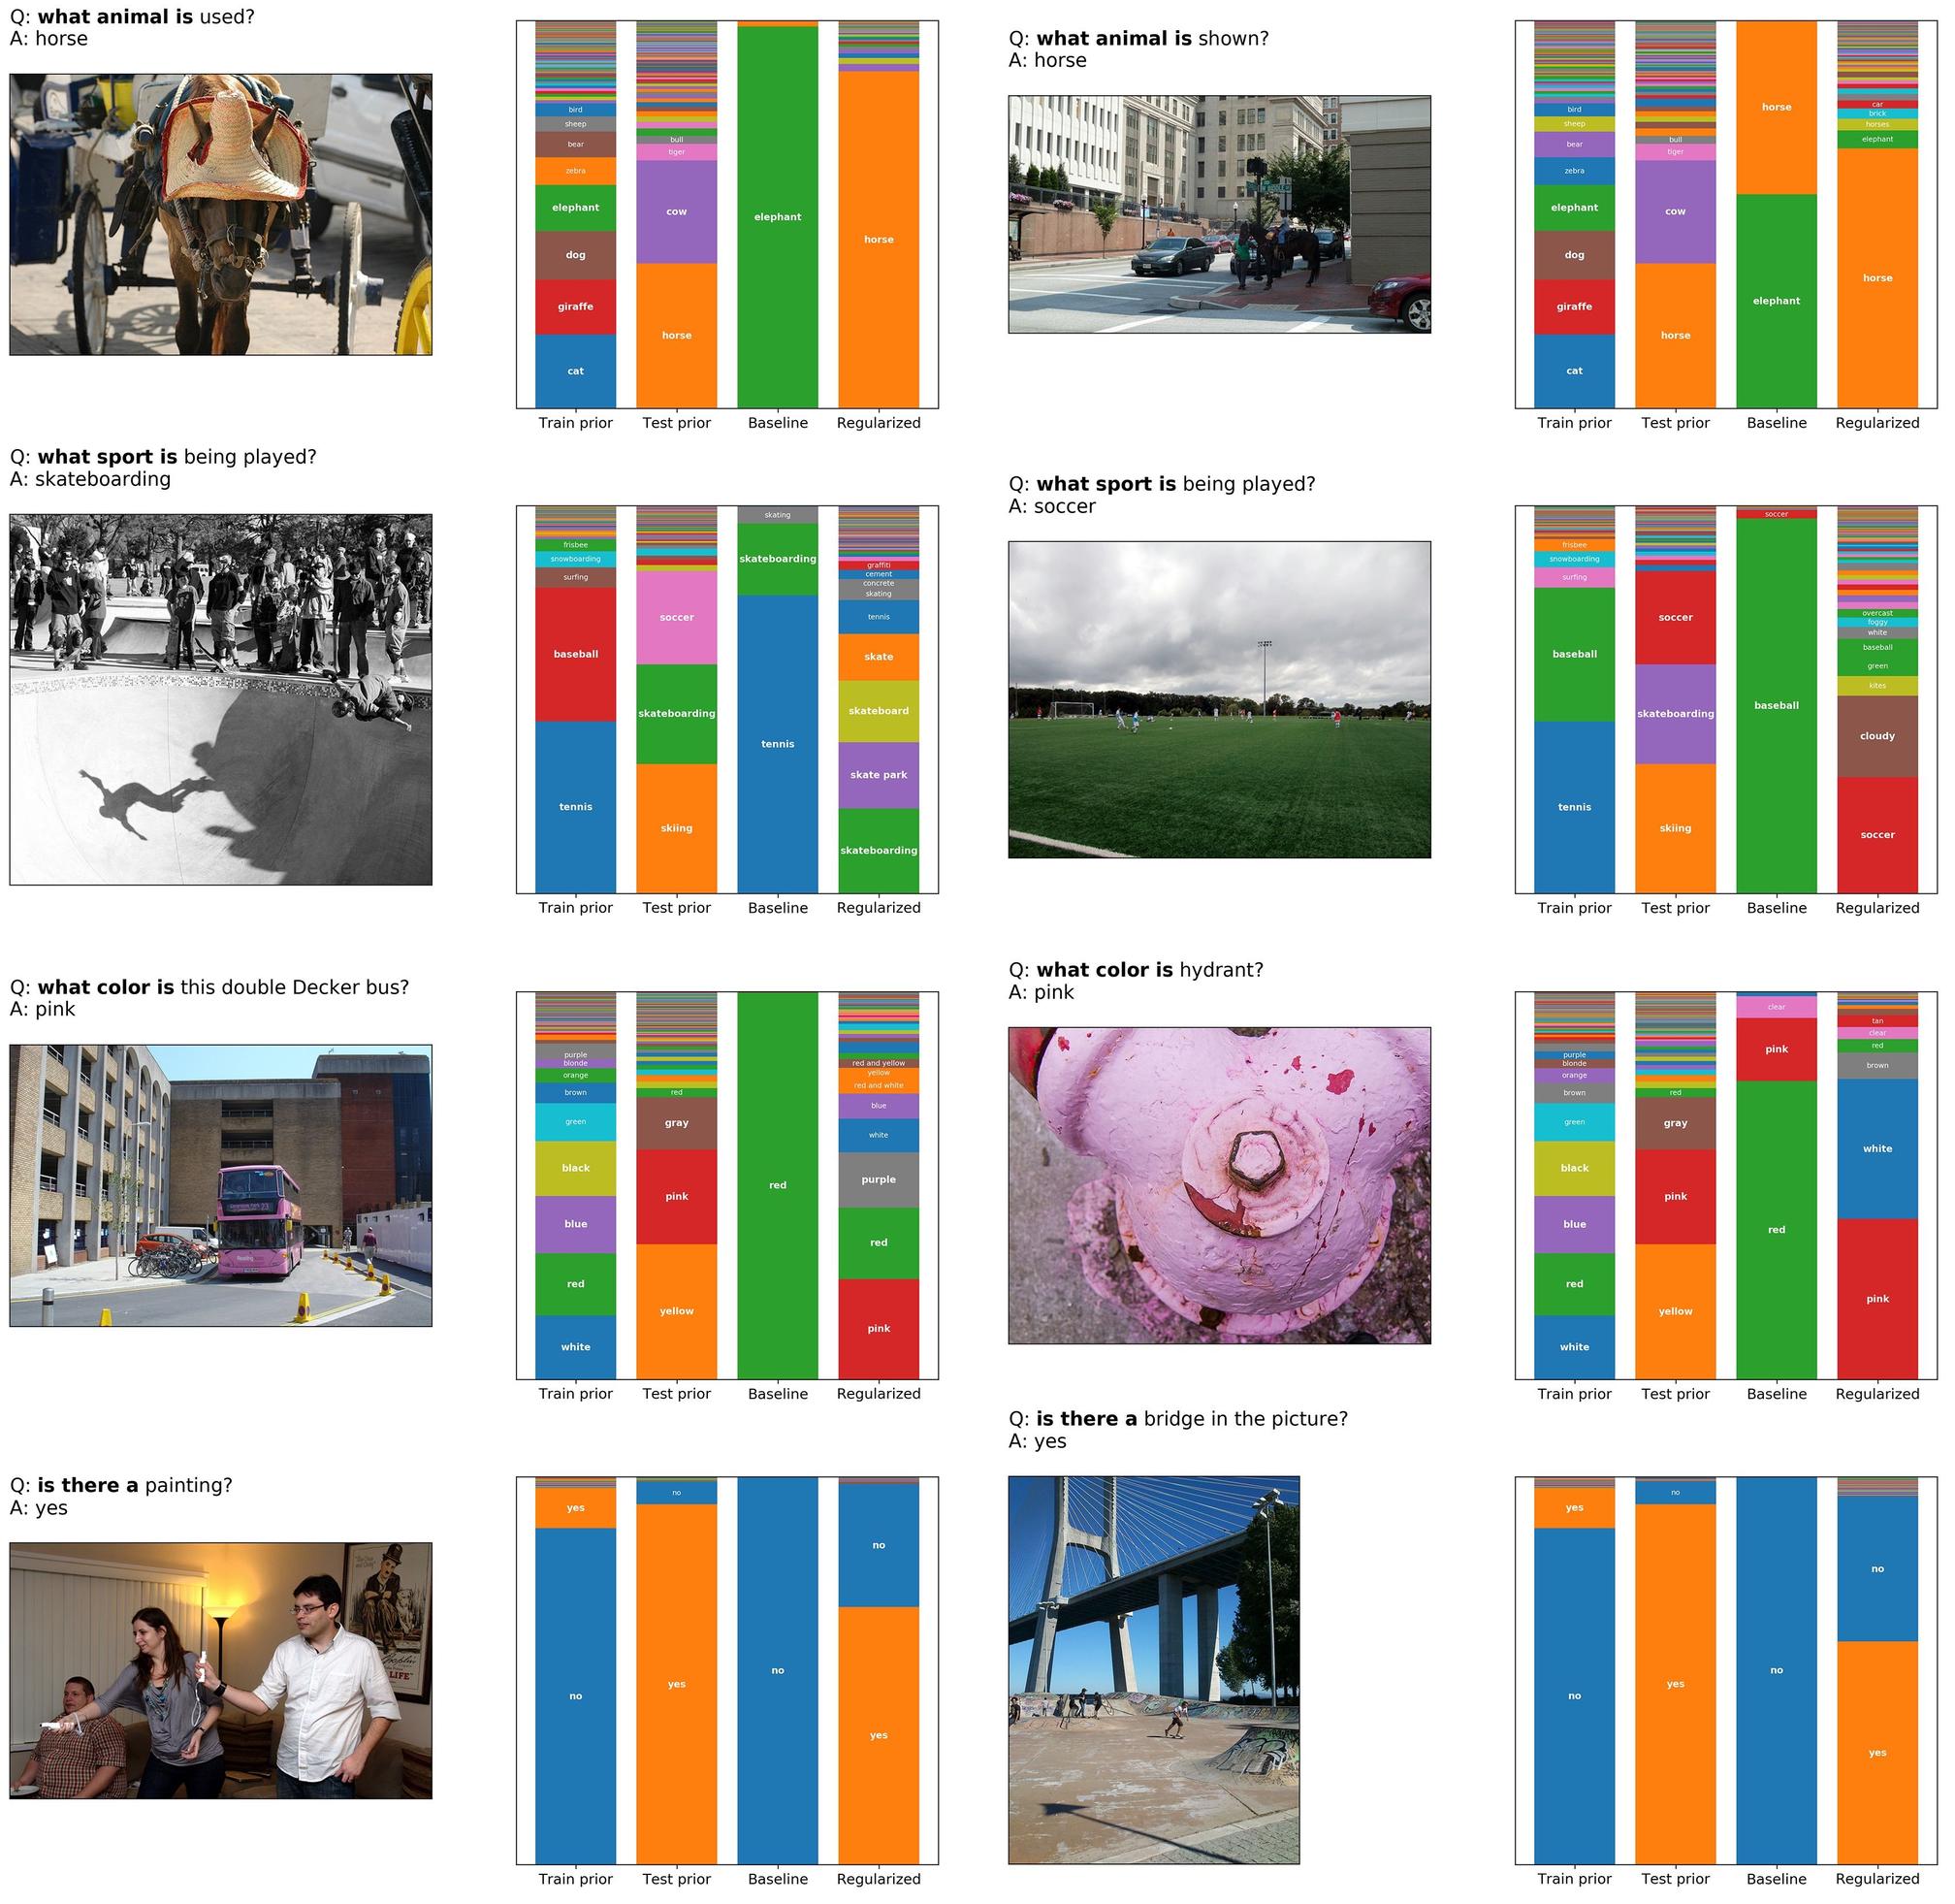 Q: what animal is used?
A: horse
bird
sheep
bear
zebra
elephant
dog
giraffe
cat
bull
tiger
cow
horse
elephant
horse
Train prior
Test prior
Baseline
Regularized
Q: what animal is shown?
A: horse
bird
sheep
bear
zebra
elephant
dog
giraffe
cat
bull
tiger
cow
horse
horse
elephant
car
brick
horses
elephant
horse
Train prior
Test prior
Baseline
Regularized
Q: what sport is being played?
A: skateboarding
frisbee
snowboarding
surfing
baseball
tennis
soccer
skateboarding
skiing
skating
skateboarding
tennis
graffiti
cement
concrete
skating
tennis
skate
skateboard
skate park
skateboarding
Train prior
Test prior
Baseline
Regularized
Q: what sport is being played?
A: soccer
frisbee
snowboarding
surfing
baseball
tennis
soccer
skateboarding
skiing
soccer
baseball
overcast
foggy
white
baseball
green
kites
cloudy
soccer
Train prior
Test prior
Baseline
Regularized
Q: what color is this double Decker bus?
A: pink
purple
blonde
orange
brown
green
black
blue
red
white
red
gray
pink
yellow
red
red and yellow
yellow
red and white
blue
white
purple
red
pink
Train prior
Test prior
Baseline
Regularized
Q: what color is hydrant?
A: pink
purple
blonde
orange
brown
green
black
blue
red
white
red
gray
pink
yellow
clear
pink
red
tan
clear
red
brown
white
pink
Train prior
Test prior
Baseline
Regularized
Q: is there a painting?
A: yes
LIFE"
yes
no
no
yes
no
no
yes
Train prior
Test prior
Baseline
Regularized
Q: is there a bridge in the picture?
A: yes
yes
no
no
yes
no
no
yes
Train prior
Test prior
Baseline
Regularized